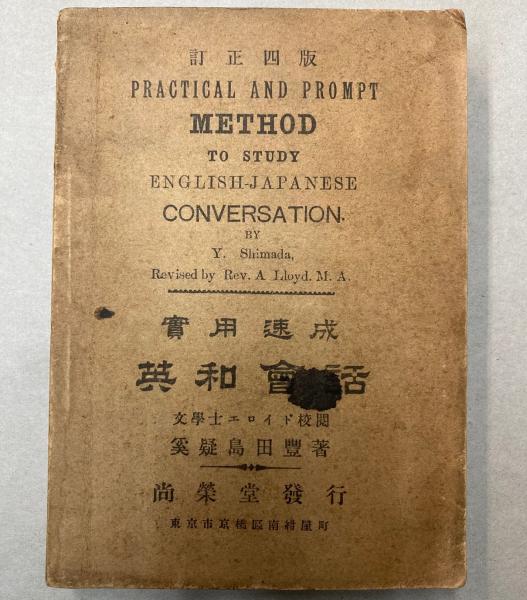 訂正四版
PRACTICAL AND PROMPT
METHOD
TO STUDY
ENGLISH-JAPANESE
CONVERSATION.
BY
Y. Shimada,
Revised by Rev. A Lloyd. M. A.
實用速成
英和會話
文學士エロイド校閲
奚疑島田豐著
尚榮堂發行
東京市京橋區南紺屋町